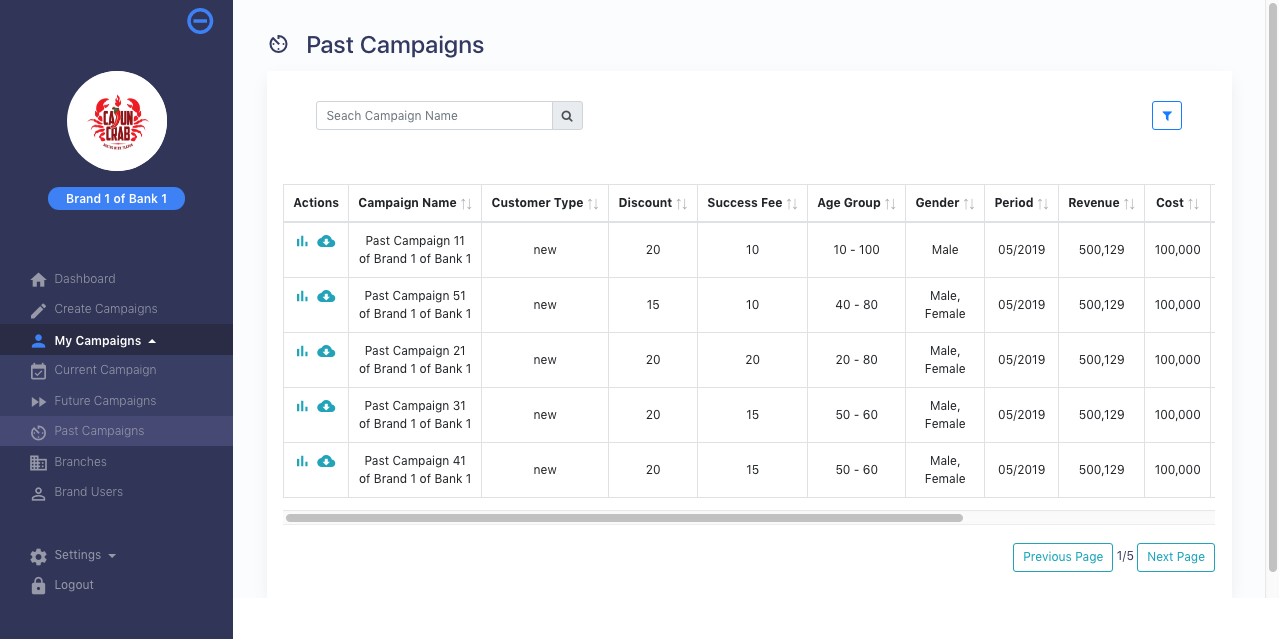 CAJUN
CRAB
Brand 1 of Bank 1
Dashboard
Create Campaigns
My Campaigns
Current Campaign
Future Campaigns
Past Campaigns
Branches
Brand Users
Settings
Logout
Past Campaigns
Seach Campaign Name
Actions Campaign Name Customer Type Discount Success Fee Age Group Gender Period Revenue Cost
Past Campaign 11
of Brand 1 of Bank 1 new 20 10 10 - 100 Male 05/2019 500,129 100,000
Past Campaign 51 Male,
of Brand 1 of Bank 1 new 15 10 40 - 80 Female 05/2019 500,129 100,000
Past Campaign 21 Male,
of Brand 1 of Bank 1 new 20 20 20 - 80 Female 05/2019 500,129 100,000
Past Campaign 31 Male,
of Brand 1 of Bank 1 new 20 15 50 - 60 Female 05/2019 500,129 100,000
Past Campaign 41 Male,
of Brand 1 of Bank 1 new 20 15 50 - 60 Female 05/2019 500,129 100,000
Previous Page 1/5 Next Page